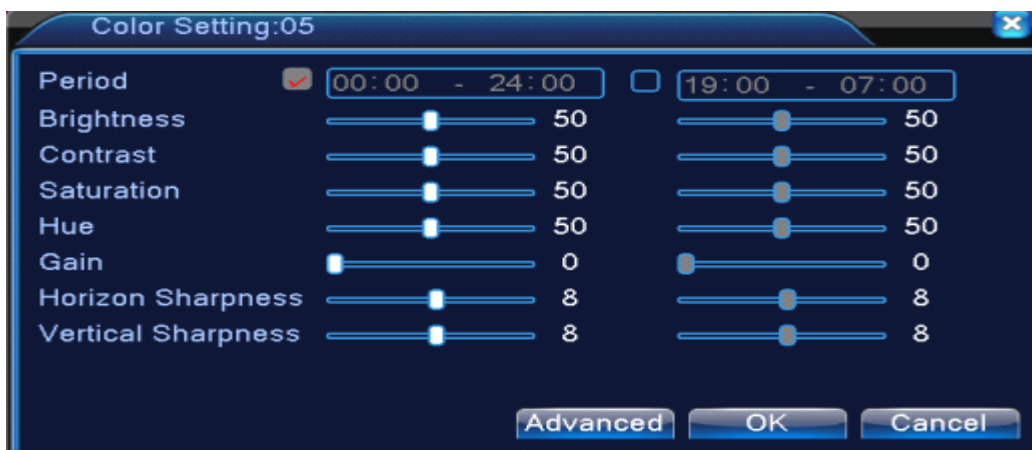 Color Setting:05
Period 00:00 - 24:00 19:00 - 07:00
Brightness 50 50
Contrast 50 50
Saturation 50 50
Hue 50 50
Gain 0 0
Horizon Sharpness 8 8
Vertical Sharpness 8 8
Advanced OK Cancel